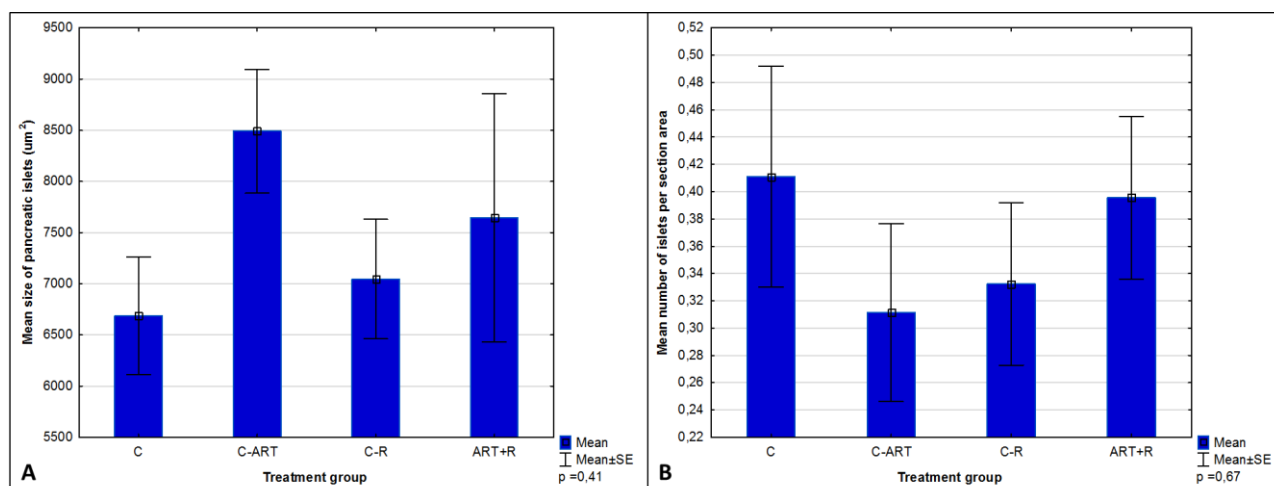 Mean size of pancreatic islets (um²)
9500
9000
8500
8000
7500
7000
6500
6000
5500
C
C-ART
C-R
ART+R
Treatment group
A
Mean
Mean±SE
p =0,41
Mean number of islets per section area
0,52
0,50
0,48
0,46
0,44
0,42
0,40
0,38
0,36
0,34
0,32
0,30
0,28
0,26
0,24
0,22
C
C-ART
C-R
ART+R
Treatment group
B
Mean
Mean±SE
p =0,67